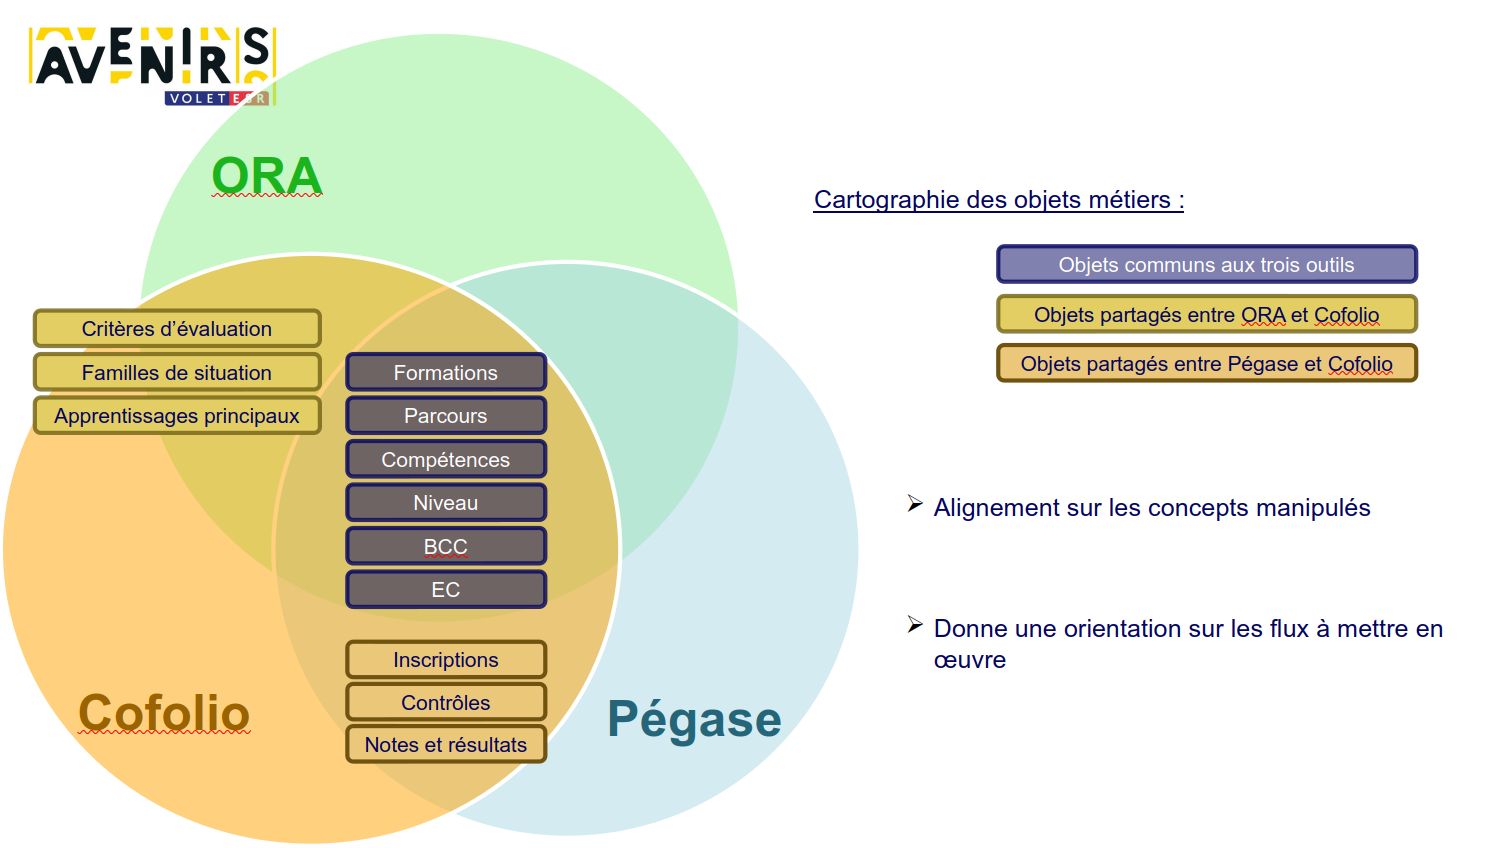 AVENIRS
VOLET ESR
ORA
Critères d’évaluation
Familles de situation
Apprentissages principaux
Formations
Parcours
Compétences
Niveau
BCC
EC
Inscriptions
Contrôles
Notes et résultats
Cofolio
Pégase
Cartographie des objets métiers :
Objets communs aux trois outils
Objets partagés entre ORA et Cofolio
Objets partagés entre Pégase et Cofolio
Alignement sur les concepts manipulés
Donne une orientation sur les flux à mettre en
œuvre